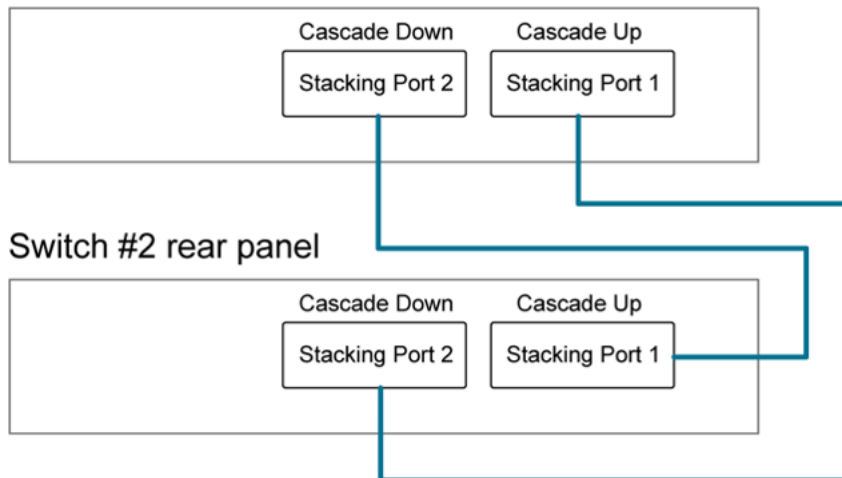 Cascade Down Cascade Up
Stacking Port 2 Stacking Port 1
Switch #2 rear panel
Cascade Down Cascade Up
Stacking Port 2 Stacking Port 1